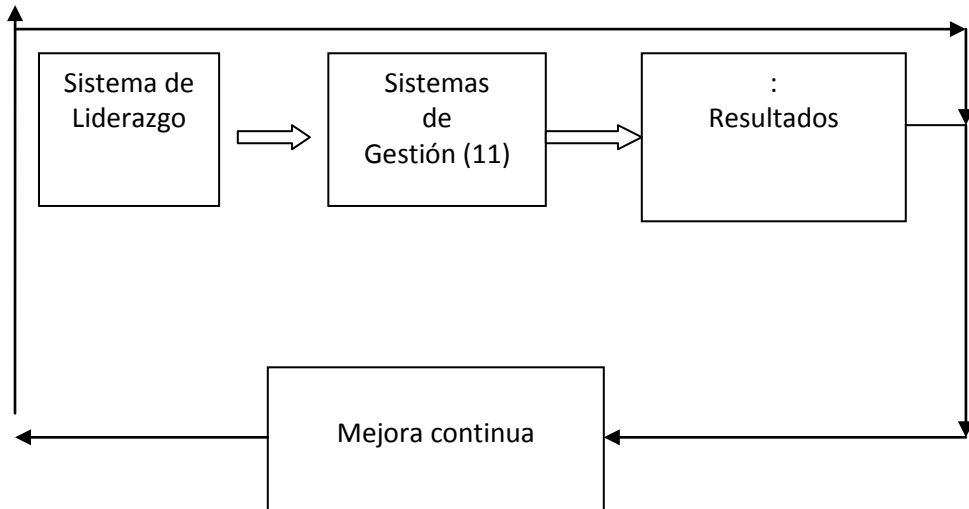 Sistema de
Liderazgo
Sistemas
de
Gestión (11)
:
Resultados
Mejora continua